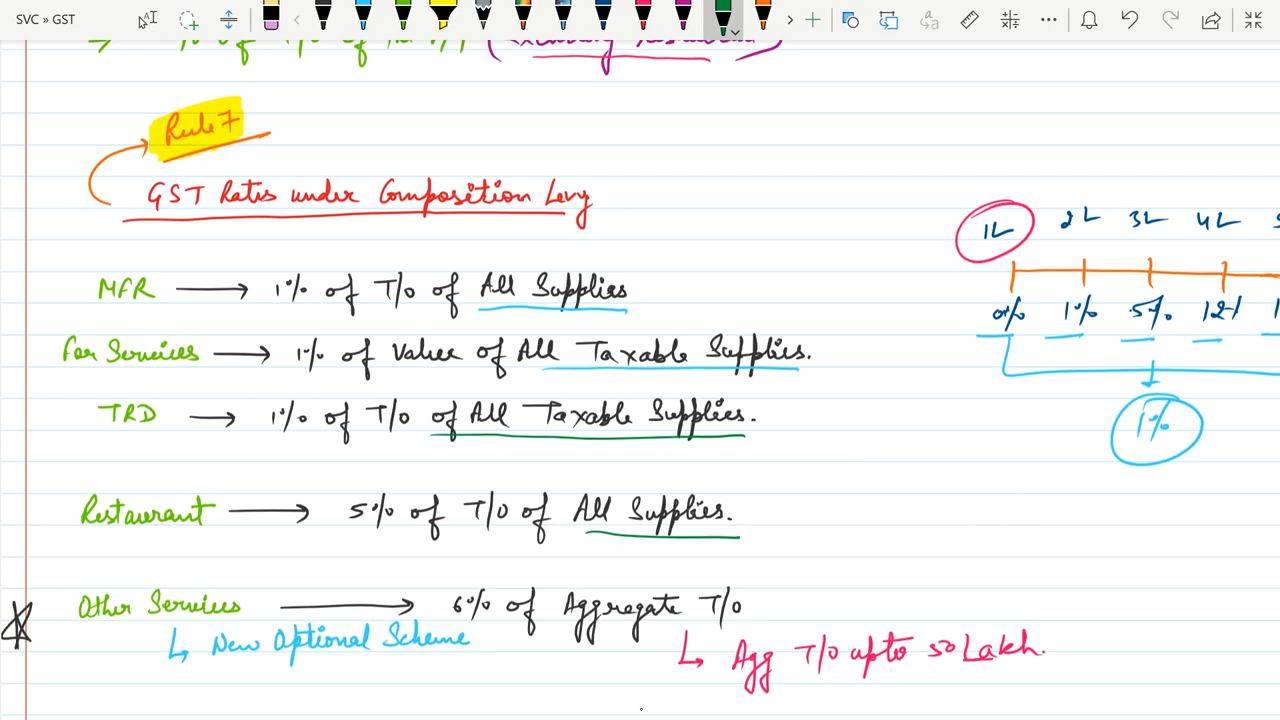 SVC » GST
Rule 7
GST Rates under Composition Levy
1L 2L 3L 4L
0% 1% 5% 12%
1%
MFR → 1% of T/O of All Supplies
For Services → 1% of Value of All Taxable Supplies.
TRD → 1% of T/O of All Taxable Supplies.
Restaurant → 5% of T/O of All Supplies.
Other Services → 6% of Aggregate T/O
↳ New Optional Scheme
↳ Agg T/O upto 50 Lakh.